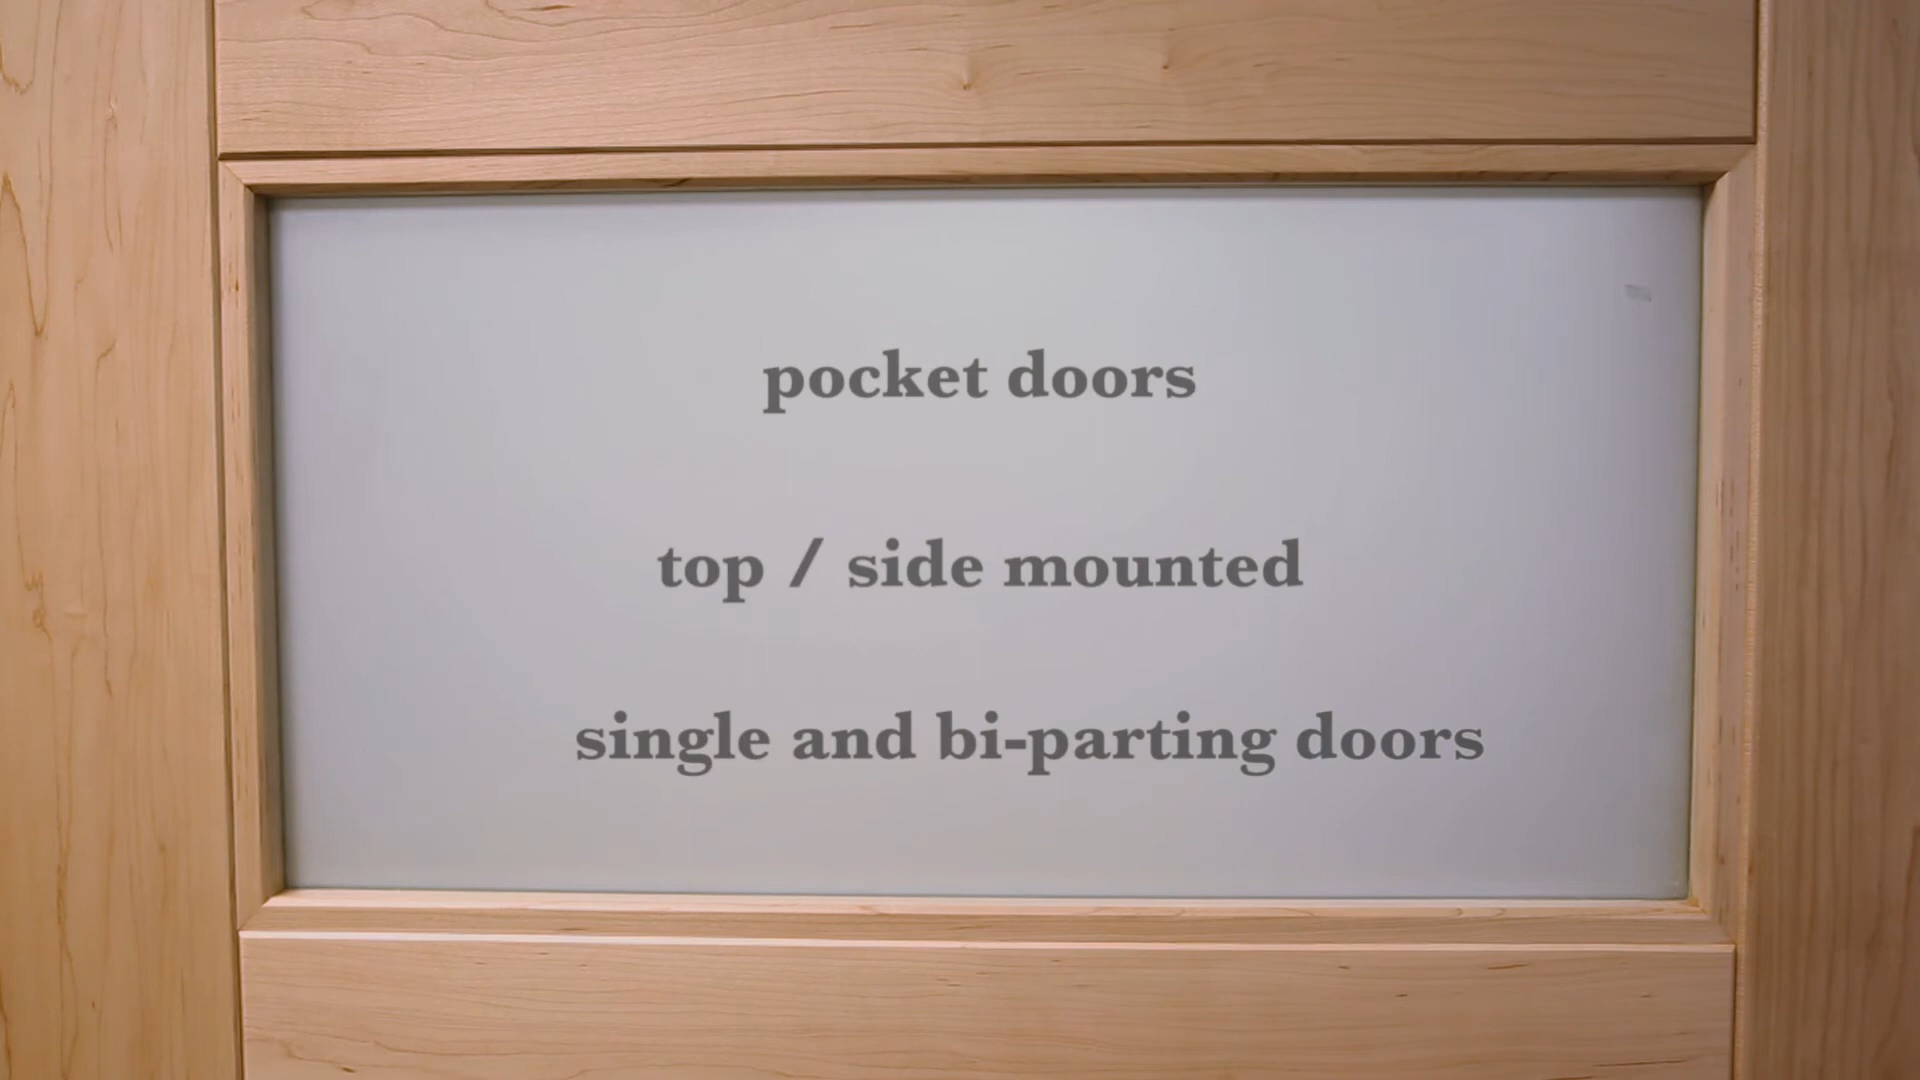 pocket doors
top / side mounted
single and bi-parting doors